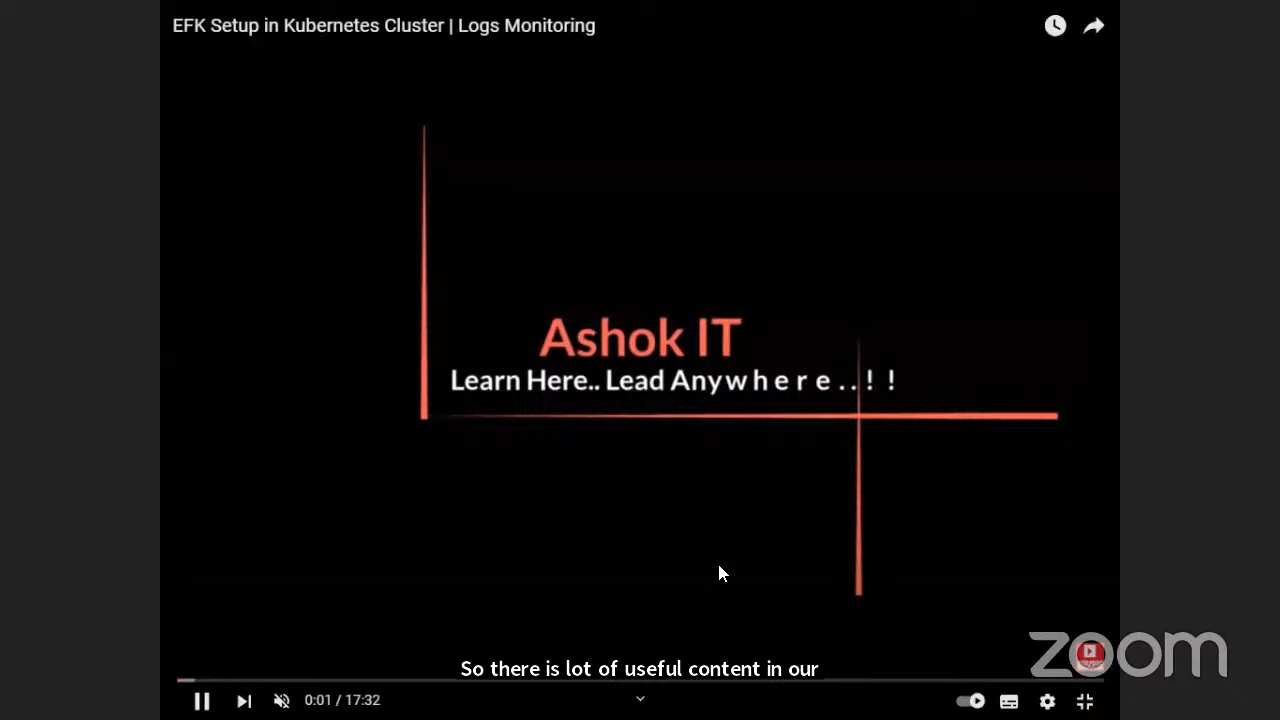 EFK Setup in Kubernetes Cluster | Logs Monitoring
Ashok IT
Learn Here.. Lead Anywhere..!!
So there is lot of useful content in our
zoom
0:01 / 17:32